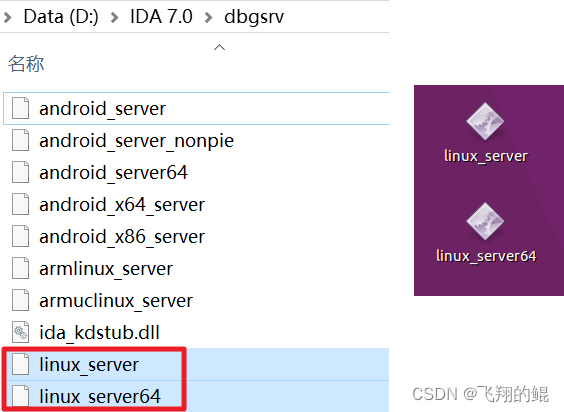 Data (D:) > IDA 7.0 > dbgsrv
名称
android_server
android_server_nonpie
android_server64
android_x64_server
android_x86_server
armlinux_server
armuclinux_server
ida_kdstub.dll
linux_server
linux_server64
linux_server
linux_server64
CSDN @飞翔的鲲